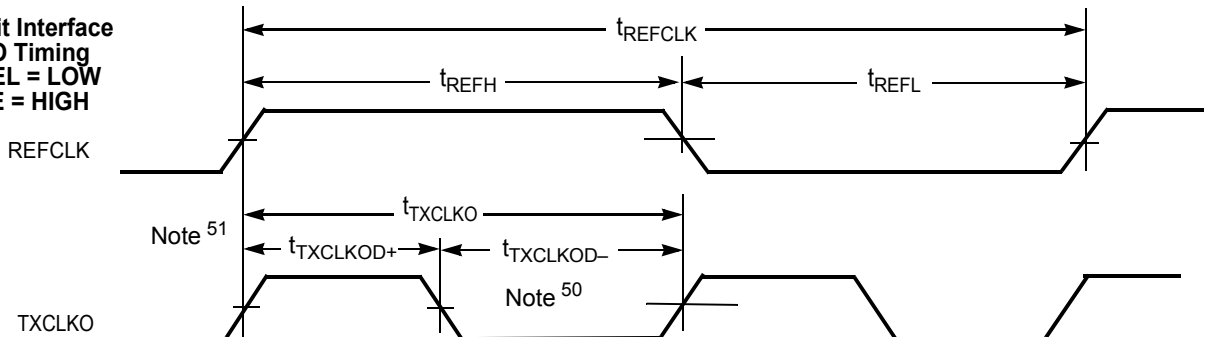 it Interface
Timing
EL = LOW
E = HIGH
tREFCLK
tREFH
tREFL
REFCLK
tTXCLKO
Note 51
tTXCLKOD+
tTXCLKOD–
Note 50
TXCLKO